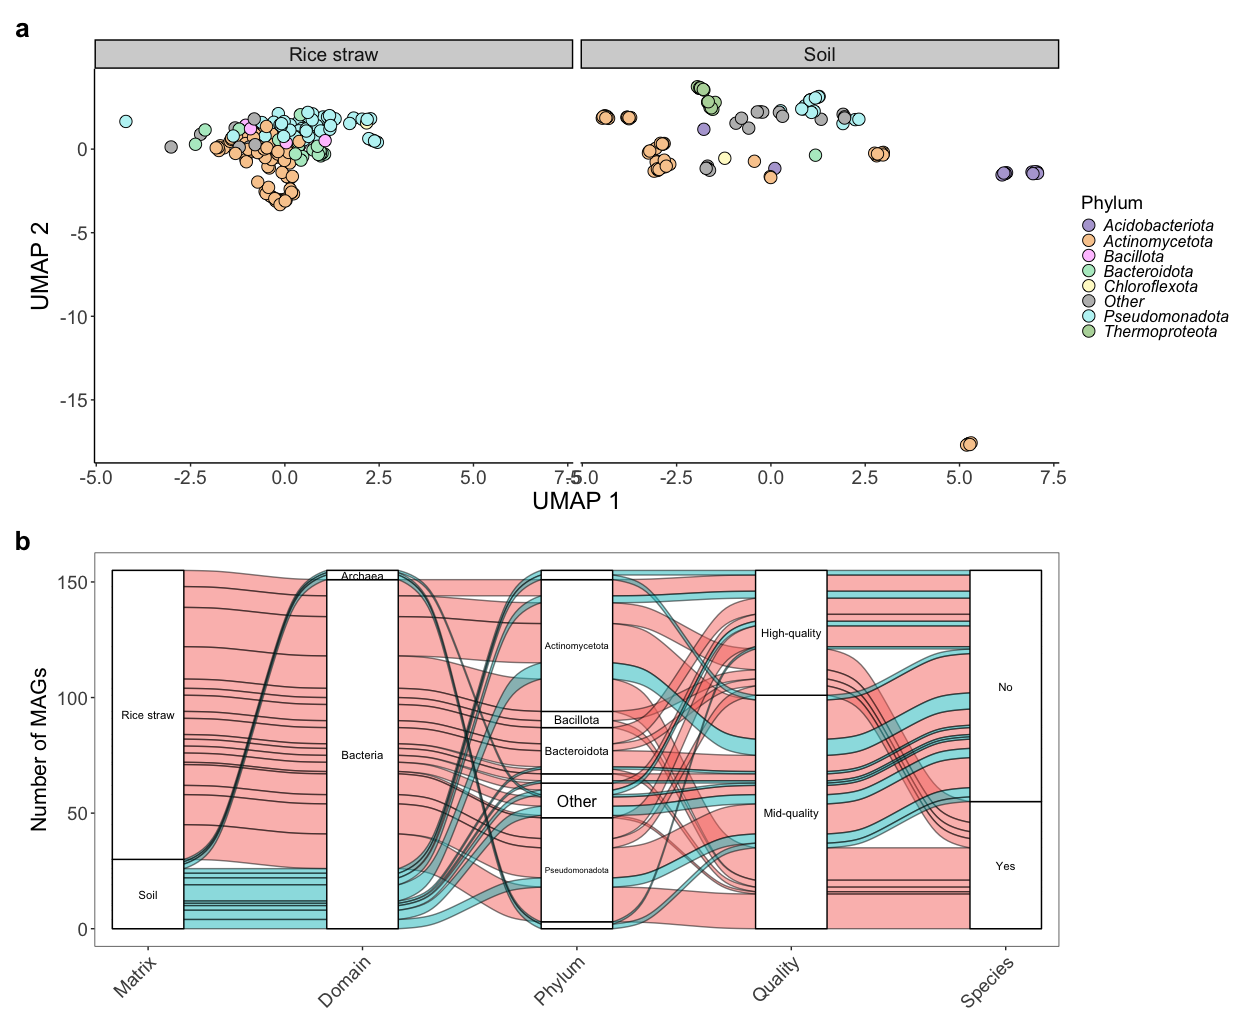 a
Rice straw
Soil
0
-5
-10
-15
UMAP 2
-5.0
-2.5
0.0
2.5
5.0
7.5
-5.0
-2.5
0.0
2.5
5.0
7.5
UMAP 1
Phylum
Acidobacteriota
Actinomycetota
Bacillota
Bacteroidota
Chloroflexota
Other
Pseudomonadota
Thermoproteota
b
Number of MAGs
150
100
50
0
Rice straw
Soil
Archaea
Bacteria
Actinomycetota
Bacillota
Bacteroidota
Other
Pseudomonadota
High-quality
Mid-quality
No
Yes
Matrix
Domain
Phylum
Quality
Species